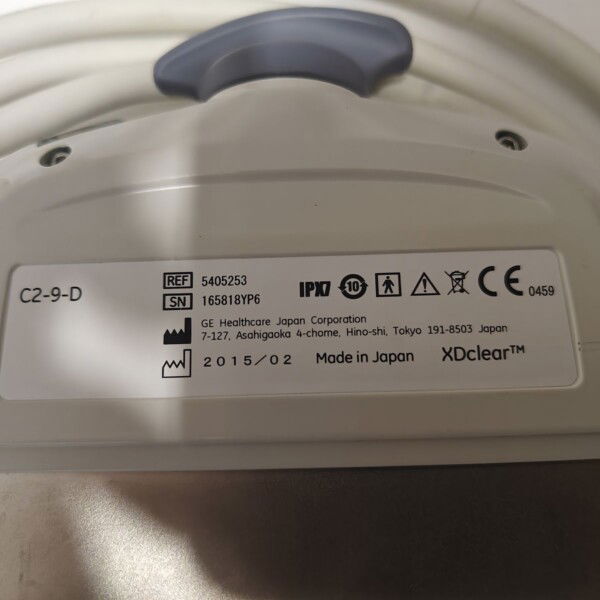 C2-9-D
REF 5405253
SN 165818YP6
IPX7 10 CE 0459
GE Healthcare Japan Corporation
7-127, Asahigaoka 4-chome, Hino-shi, Tokyo 191-8503 Japan
2015/02 Made in Japan XDclear™